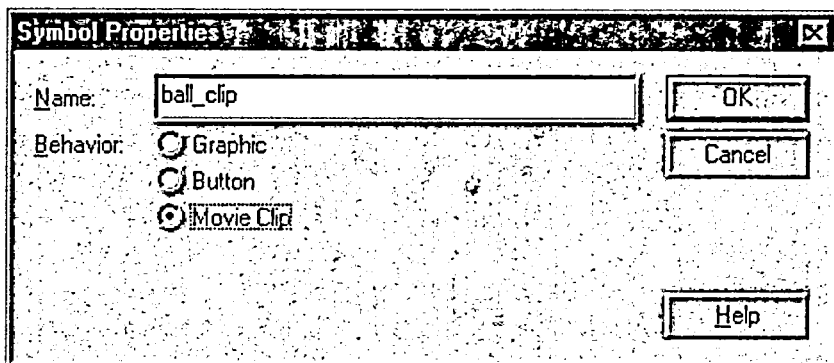 Symbol Properties
Name: ball_clip
OK
Behavior: Graphic
Cancel
Button
Movie Clip
Help